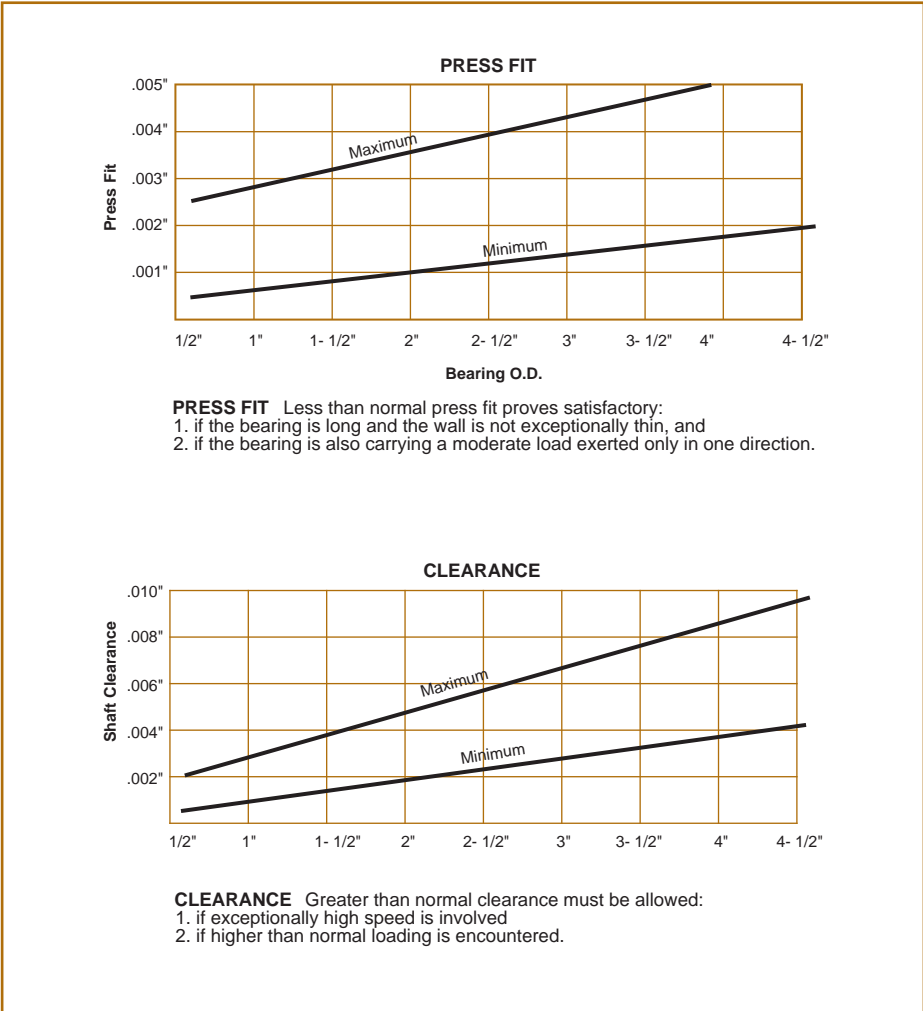 PRESS FIT
.005"
.004"
.003"
.002"
.001"
Press Fit
Maximum
Minimum
1/2" 1" 1- 1/2" 2" 2- 1/2" 3" 3- 1/2" 4" 4- 1/2"
Bearing O.D.
PRESS FIT Less than normal press fit proves satisfactory:
1. if the bearing is long and the wall is not exceptionally thin, and
2. if the bearing is also carrying a moderate load exerted only in one direction.
CLEARANCE
.010"
.008"
.006"
.004"
.002"
Shaft Clearance
Maximum
Minimum
1/2" 1" 1- 1/2" 2" 2- 1/2" 3" 3- 1/2" 4" 4- 1/2"
CLEARANCE Greater than normal clearance must be allowed:
1. if exceptionally high speed is involved
2. if higher than normal loading is encountered.